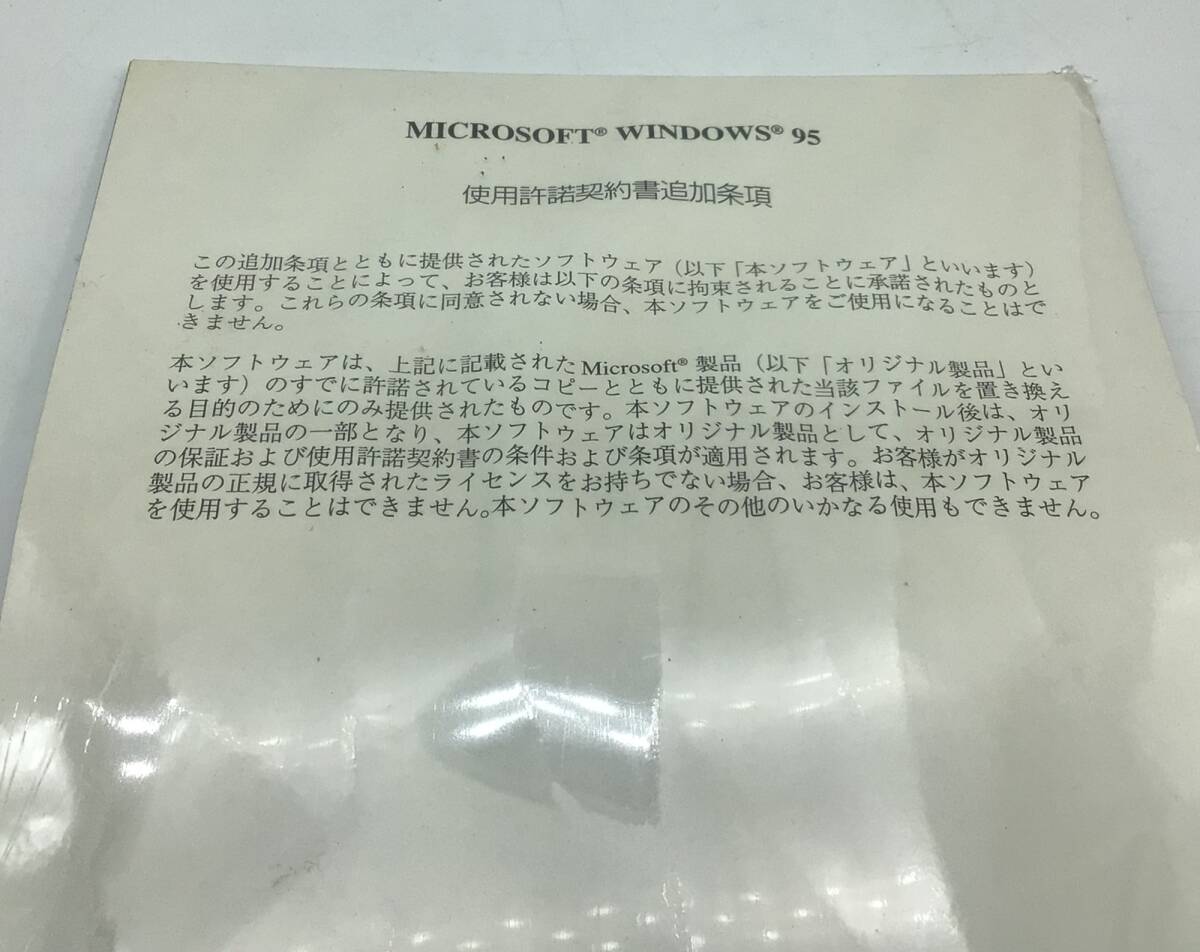 MICROSOFT® WINDOWS® 95
使用許諾契約書追加条項
この追加条項とともに提供されたソフトウェア（以下「本ソフトウェア」といいます）
を使用することによって、お客様は以下の条項に拘束されることに承諾されたものと
します。これらの条項に同意されない場合、本ソフトウェアをご使用になることはで
きません。
本ソフトウェアは、上記に記載された Microsoft® 製品（以下「オリジナル製品」とい
います）のすでに許諾されているコピーとともに提供された当該ファイルを置き換え
る目的のためにのみ提供されたものです。本ソフトウェアのインストール後は、オリ
ジナル製品の一部となり、本ソフトウェアはオリジナル製品として、オリジナル製品
の保証および使用許諾契約書の条件および条項が適用されます。お客様がオリジナル
製品の正規に取得されたライセンスをお持ちでない場合、お客様は、本ソフトウェア
を使用することはできません。本ソフトウェアのその他のいかなる使用もできません。